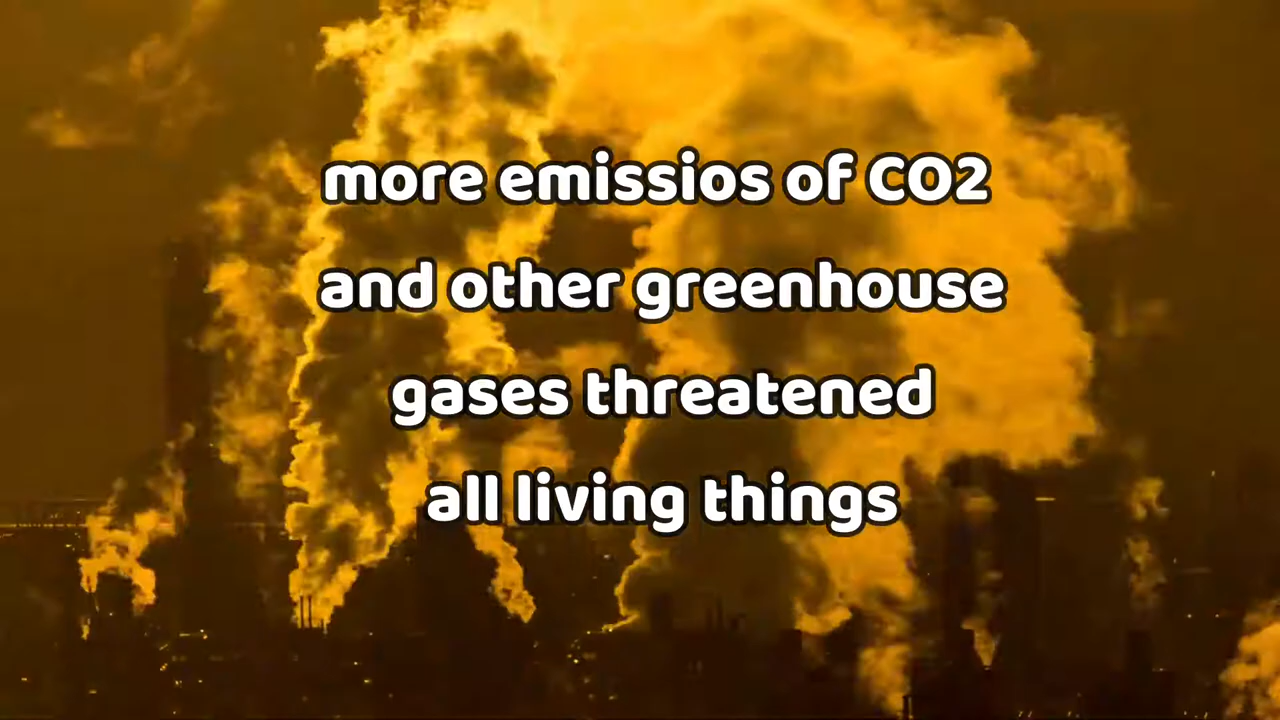 more emissios of CO2
and other greenhouse
gases threatened
all living things